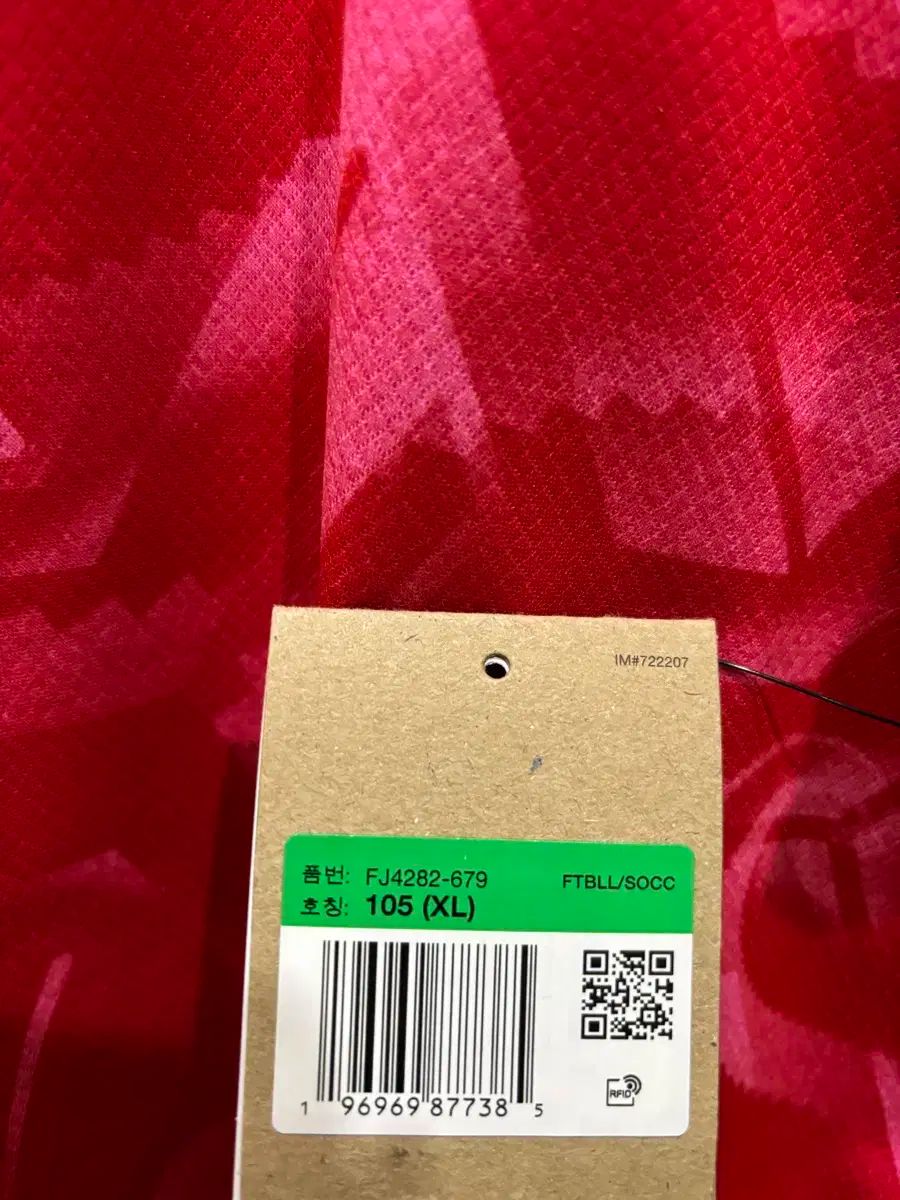 IM#722207
품번: FJ4282-679 FTBLL/SOCC
호칭: 105 (XL)
RFID
1 96969 87738 5